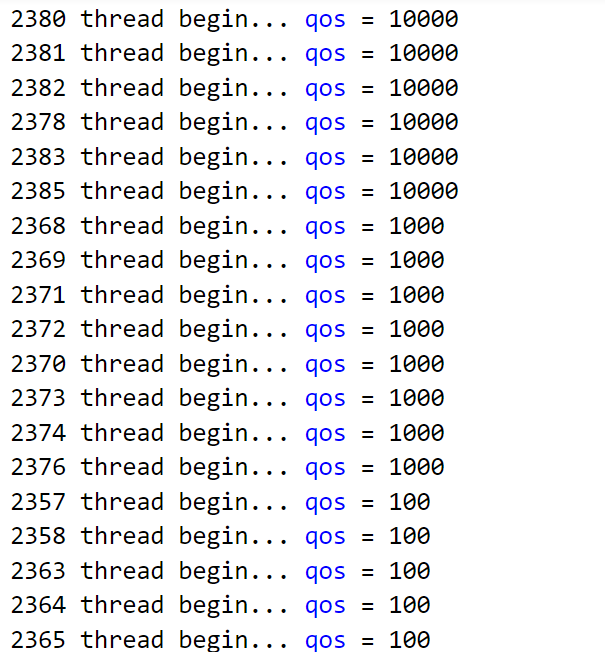 2380 thread begin... qos = 10000
2381 thread begin... qos = 10000
2382 thread begin... qos = 10000
2378 thread begin... qos = 10000
2383 thread begin... qos = 10000
2385 thread begin... qos = 10000
2368 thread begin... qos = 1000
2369 thread begin... qos = 1000
2371 thread begin... qos = 1000
2372 thread begin... qos = 1000
2370 thread begin... qos = 1000
2373 thread begin... qos = 1000
2374 thread begin... qos = 1000
2376 thread begin... qos = 1000
2357 thread begin... qos = 100
2358 thread begin... qos = 100
2363 thread begin... qos = 100
2364 thread begin... qos = 100
2365 thread begin... qos = 100